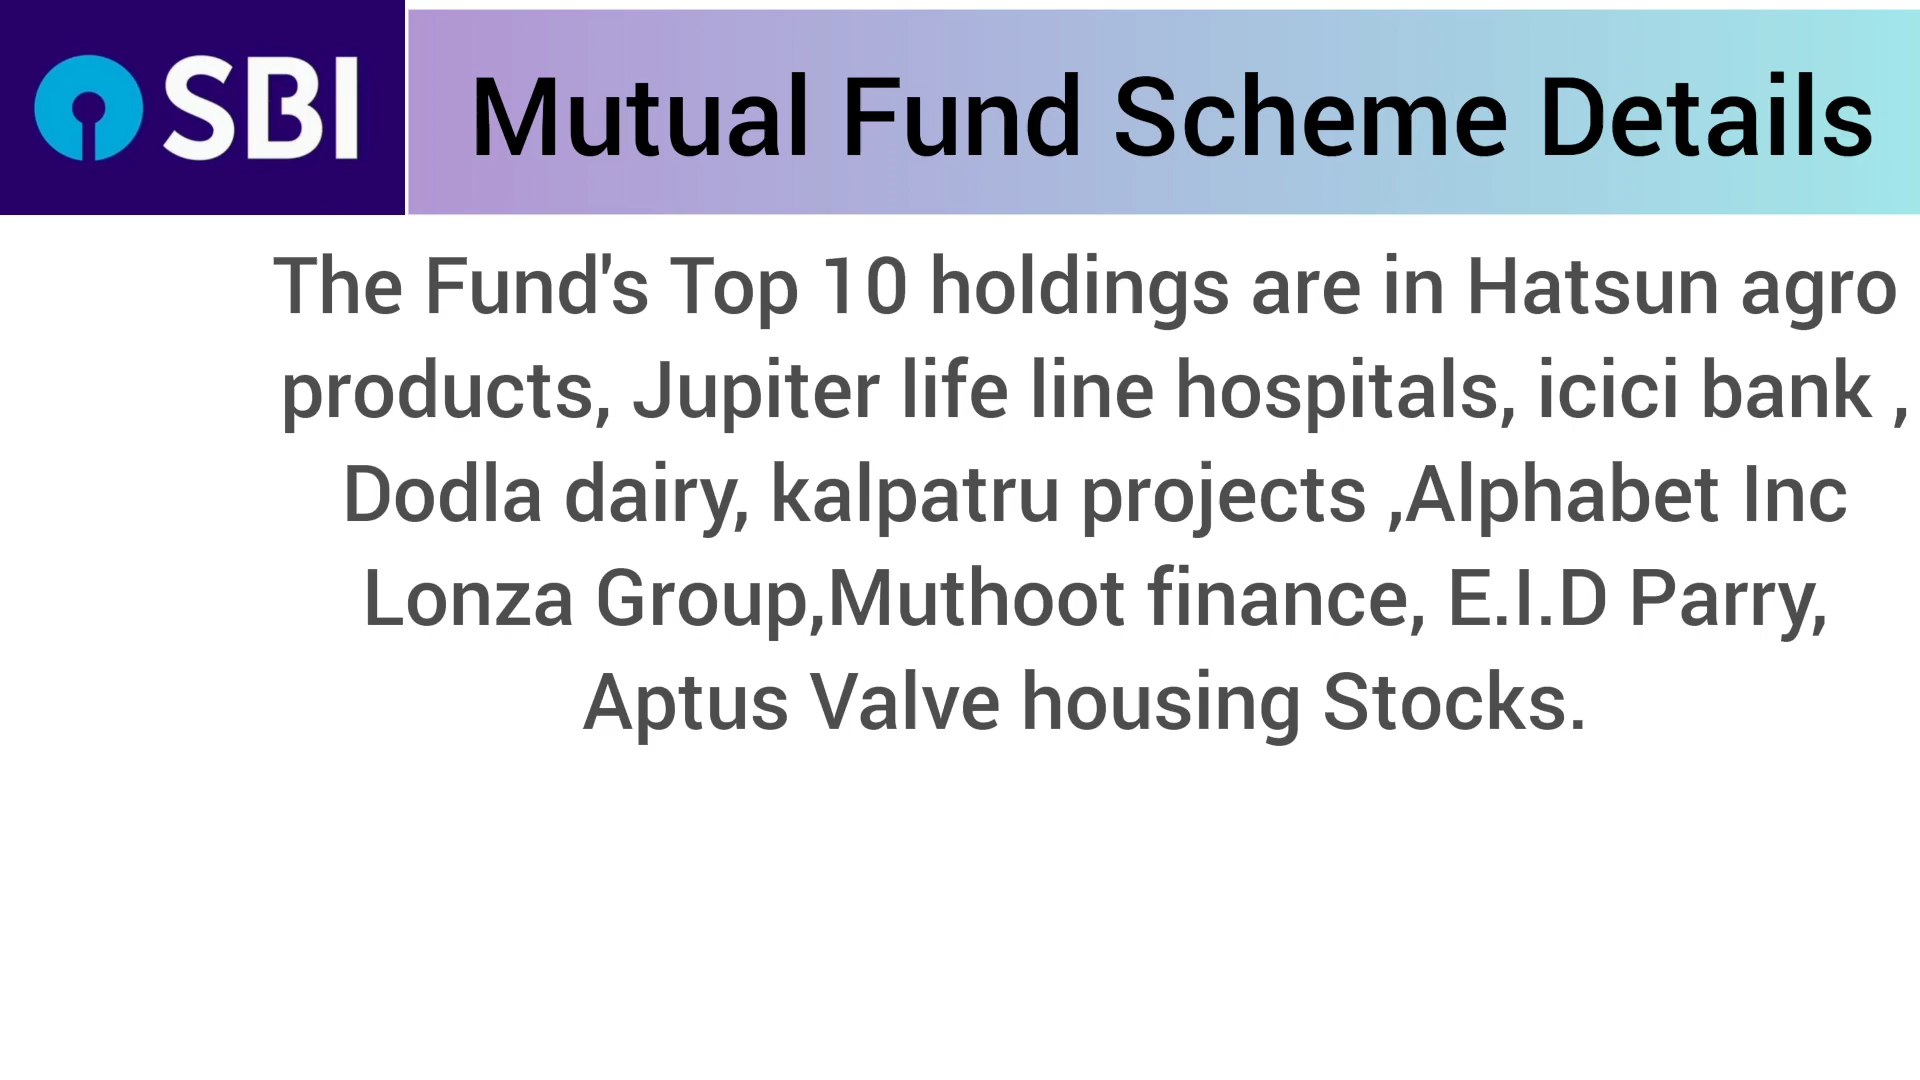 SBI
Mutual Fund Scheme Details
The Fund's Top 10 holdings are in Hatsun agro
products, Jupiter life line hospitals, icici bank ,
Dodla dairy, kalpatru projects ,Alphabet Inc
Lonza Group,Muthoot finance, E.I.D Parry,
Aptus Valve housing Stocks.